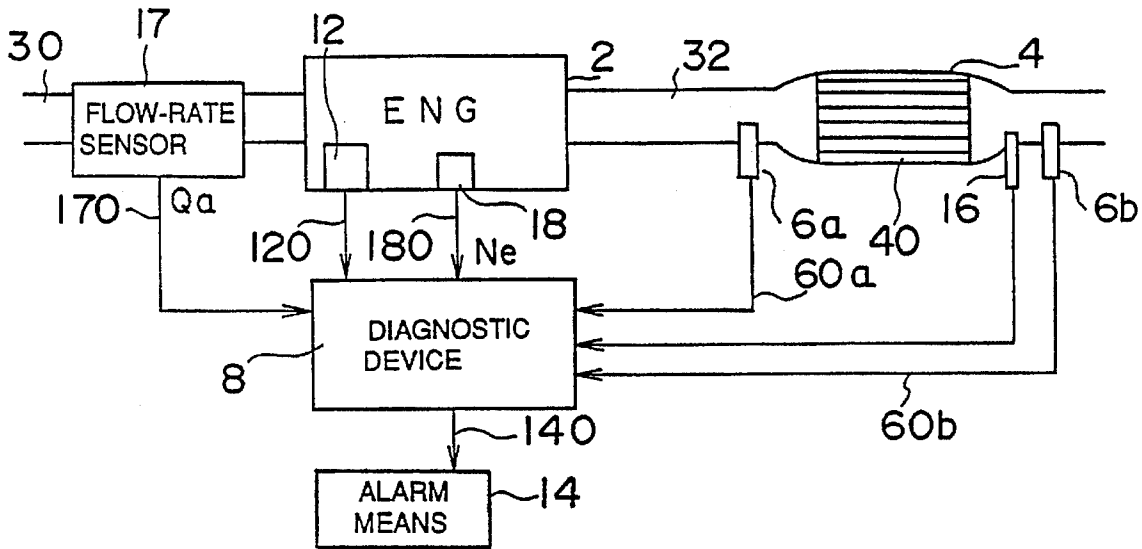 17
30
12
2
32
4
FLOW-RATE
SENSOR
ENG
170
Qa
120
180
Ne
18
6a
60a
40
16
6b
8
DIAGNOSTIC
DEVICE
60b
140
ALARM
MEANS
14